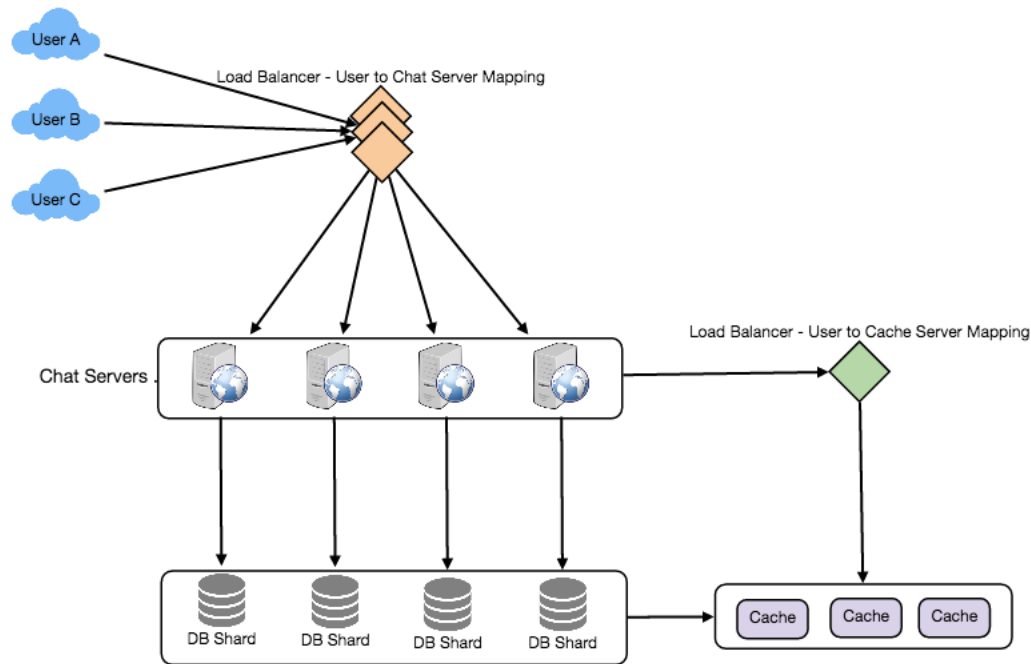 User A
Load Balancer - User to Chat Server Mapping
User B
User C
Load Balancer - User to Cache Server Mapping
Chat Servers
DB Shard
DB Shard
DB Shard
DB Shard
Cache
Cache
Cache